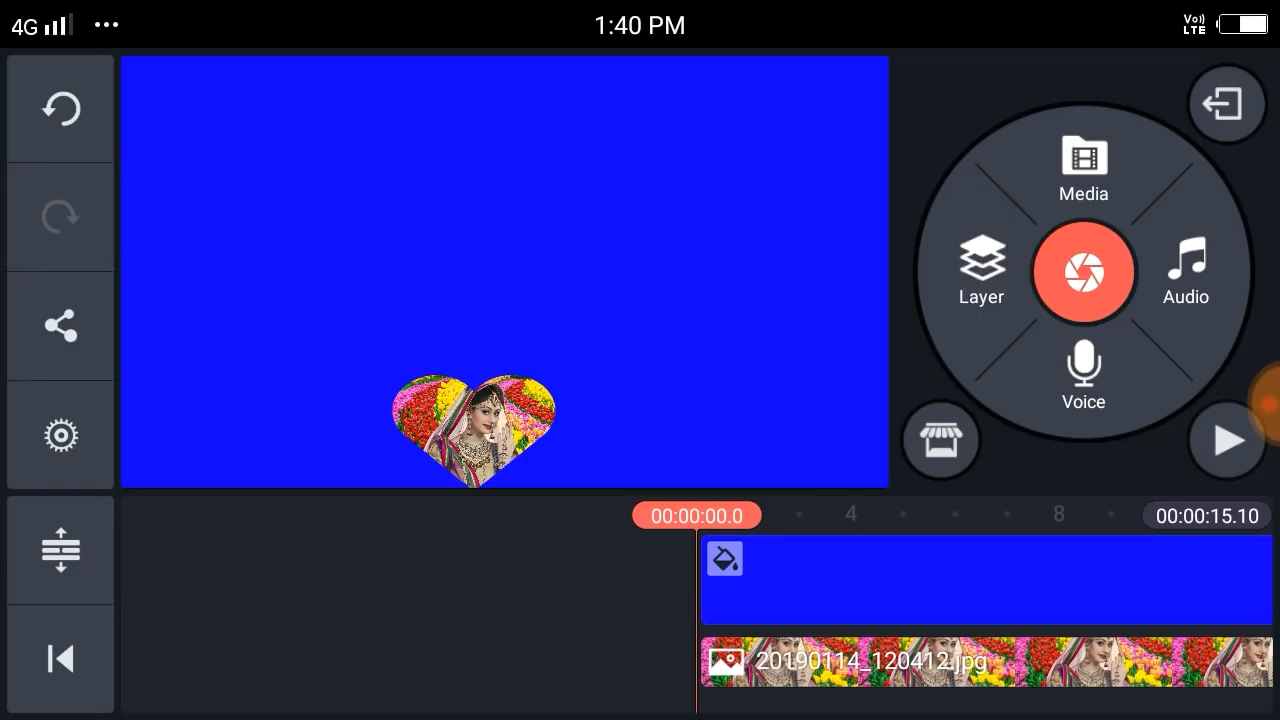 4G 1:40 PM Vo)) LTE
Media
Layer
Audio
Voice
00:00:00.0 4 8 00:00:15.10
20190114_120412.jpg